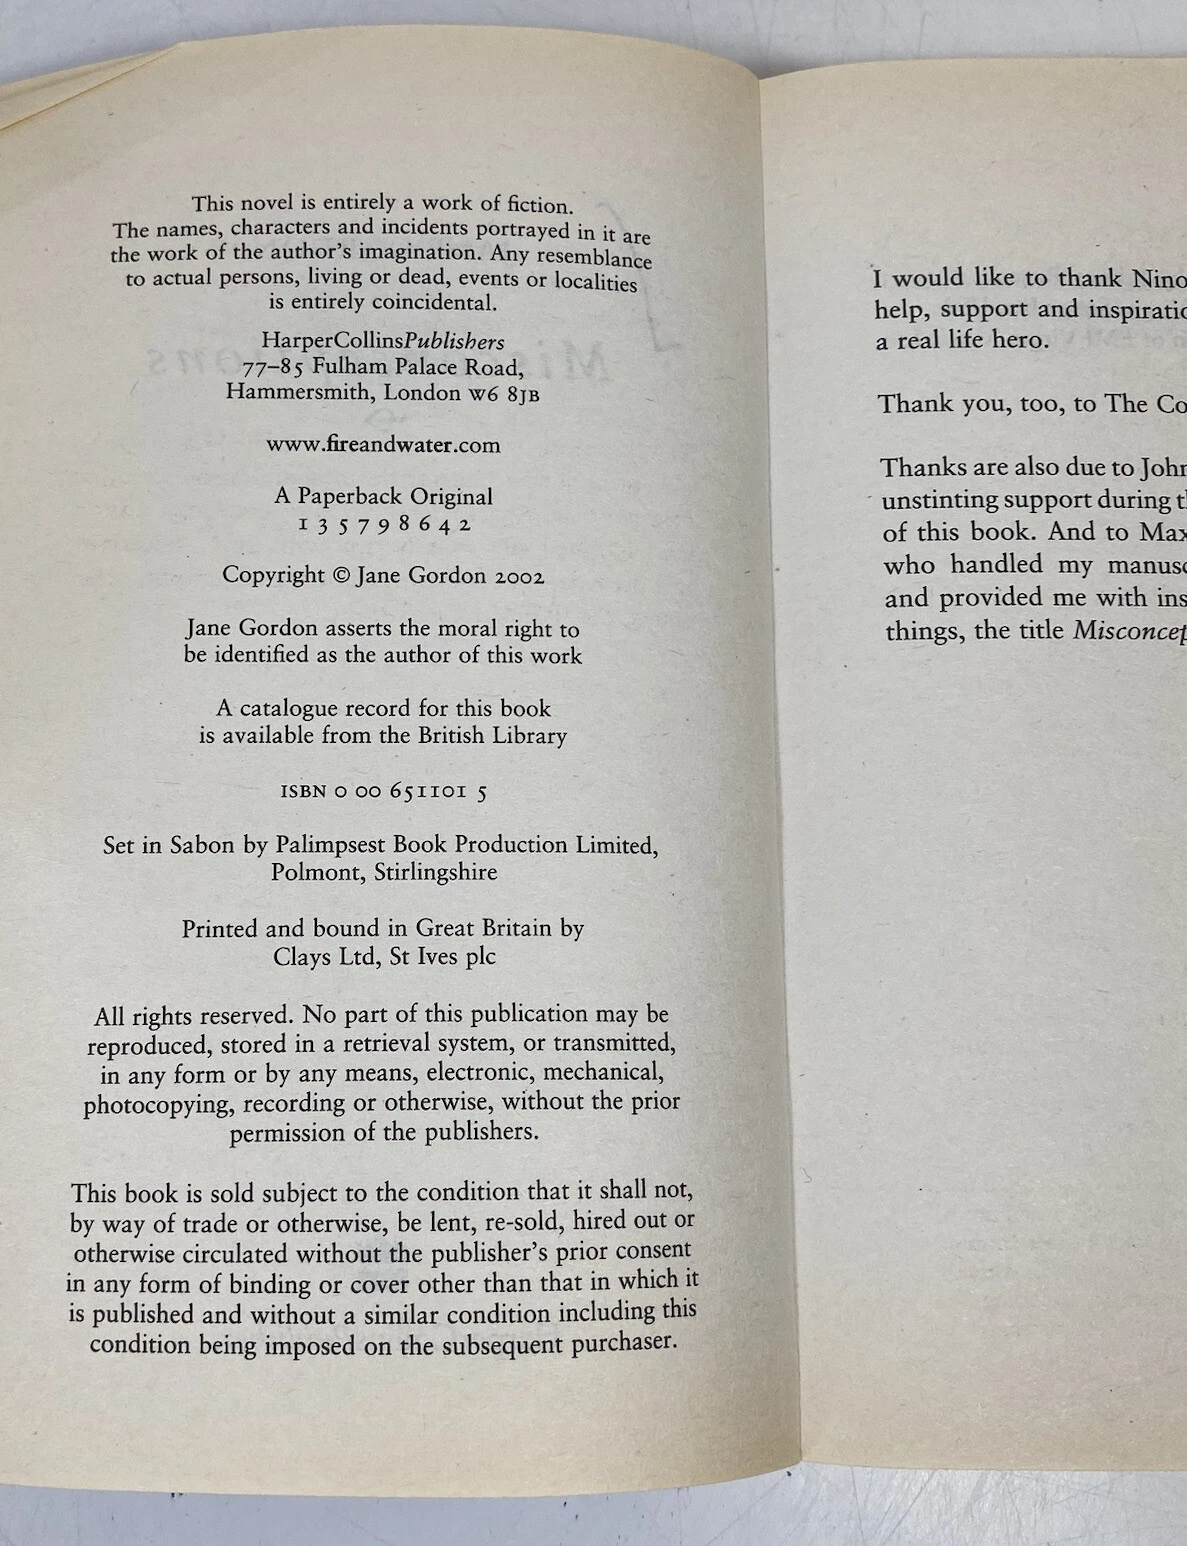 This novel is entirely a work of fiction.
The names, characters and incidents portrayed in it are
the work of the author's imagination. Any resemblance
to actual persons, living or dead, events or localities
is entirely coincidental.
HarperCollinsPublishers
77–85 Fulham Palace Road,
Hammersmith, London W6 8JB
www.fireandwater.com
A Paperback Original
1 3 5 7 9 8 6 4 2
Copyright © Jane Gordon 2002
Jane Gordon asserts the moral right to
be identified as the author of this work
A catalogue record for this book
is available from the British Library
ISBN 0 00 651101 5
Set in Sabon by Palimpsest Book Production Limited,
Polmont, Stirlingshire
Printed and bound in Great Britain by
Clays Ltd, St Ives plc
All rights reserved. No part of this publication may be
reproduced, stored in a retrieval system, or transmitted,
in any form or by any means, electronic, mechanical,
photocopying, recording or otherwise, without the prior
permission of the publishers.
This book is sold subject to the condition that it shall not,
by way of trade or otherwise, be lent, re-sold, hired out or
otherwise circulated without the publisher's prior consent
in any form of binding or cover other than that in which it
is published and without a similar condition including this
condition being imposed on the subsequent purchaser.
I would like to thank Nino
help, support and
a real life hero.
Thank you, too, to The
Thanks are also due to John
unstinting support during
of this book. And to Max
who handled my
and provided me with
things, the title